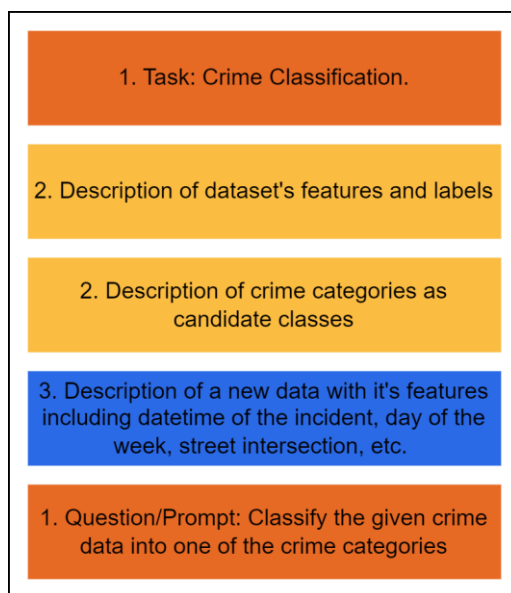 1. Task: Crime Classification.
2. Description of dataset's features and labels
2. Description of crime categories as
candidate classes
3. Description of a new data with it's features
including datetime of the incident, day of the
week, street intersection, etc.
1. Question/Prompt: Classify the given crime
data into one of the crime categories